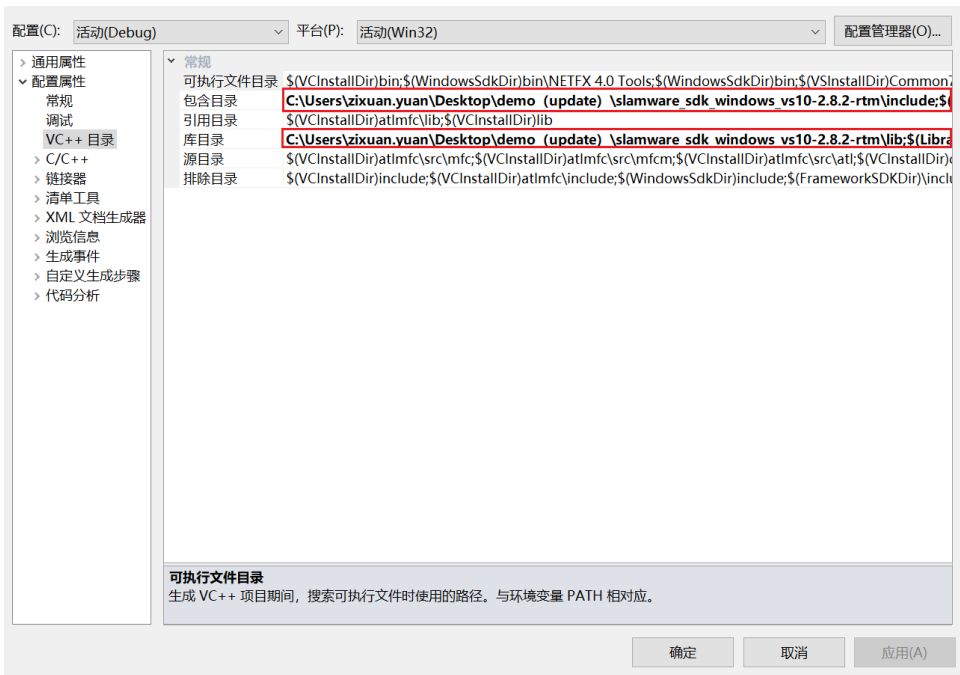 配置(C): 活动(Debug) 平台(P): 活动(Win32) 配置管理器(O)...
通用属性
配置属性
常规
调试
VC++ 目录
C/C++
链接器
清单工具
XML 文档生成器
浏览信息
生成事件
自定义生成步骤
代码分析
常规
可执行文件目录 $(VCInstallDir)bin;$(WindowsSdkDir)bin\NETFX 4.0 Tools;$(WindowsSdkDir)bin;$(VSInstallDir)Common7
包含目录 C:\Users\zixuan.yuan\Desktop\demo（update）\slamware_sdk_windows_vs10-2.8.2-rtm\include;$(
引用目录 $(VCInstallDir)atlmfc\lib;$(VCInstallDir)lib
库目录 C:\Users\zixuan.yuan\Desktop\demo（update）\slamware_sdk_windows_vs10-2.8.2-rtm\lib;$(Libra
源目录 $(VCInstallDir)atlmfc\src\mfc;$(VCInstallDir)atlmfc\src\mfcm;$(VCInstallDir)atlmfc\src\atl;$(VCInstallDir)
排除目录 $(VCInstallDir)include;$(VCInstallDir)atlmfc\include;$(WindowsSdkDir)include;$(FrameworkSDKDir)\inclu
可执行文件目录
生成 VC++ 项目期间，搜索可执行文件时使用的路径。与环境变量 PATH 相对应。
确定 取消 应用(A)